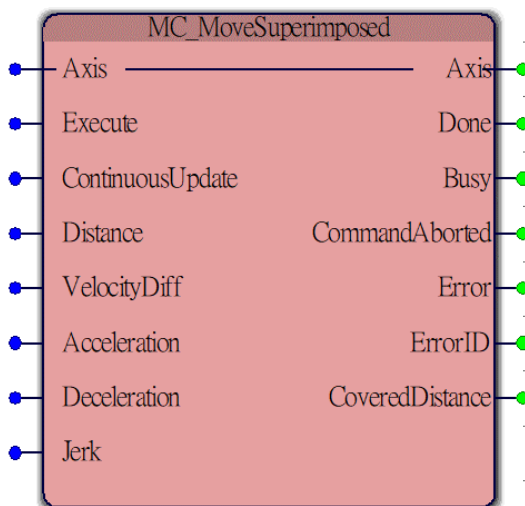 MC_MoveSuperimposed
Axis Axis
Execute Done
ContinuousUpdate Busy
Distance CommandAborted
VelocityDiff Error
Acceleration ErrorID
Deceleration CoveredDistance
Jerk